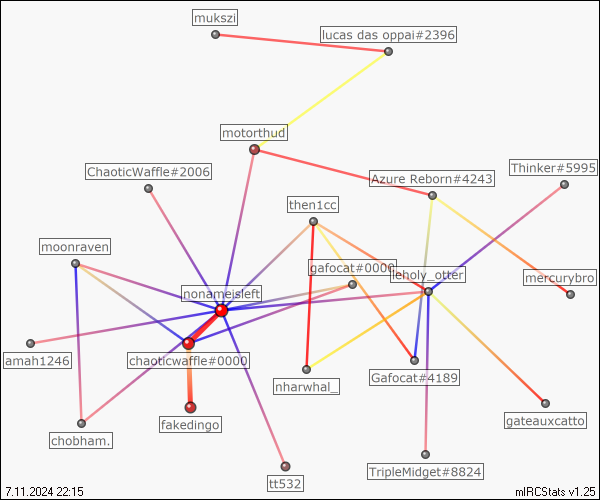 mukszi
lucas das oppai#2396
motorthud
Thinker#5995
ChaoticWaffle#2006
Azure Reborn#4243
then1cc
moonraven
gafocat#0000
leholy_otter
mercurybro
nonameisleft
amah1246
chaoticwaffle#0000
Gafocat#4189
nharwhal_
gateauxcatto
fakedingo
chobham.
TripleMidget#8824
tt532
7.11.2024 22:15
mIRCStats v1.25